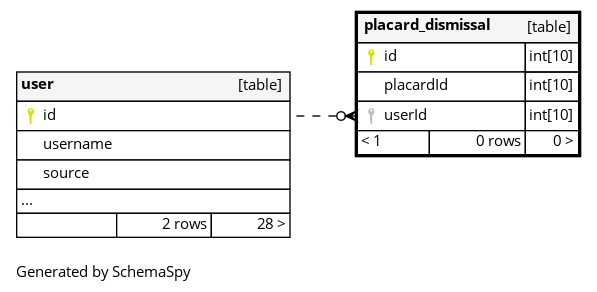 placard_dismissal [table]
id int[10]
placardId int[10]
userId int[10]
< 1 0 rows 0 >
user [table]
id
username
source
...
2 rows 28 >
Generated by SchemaSpy